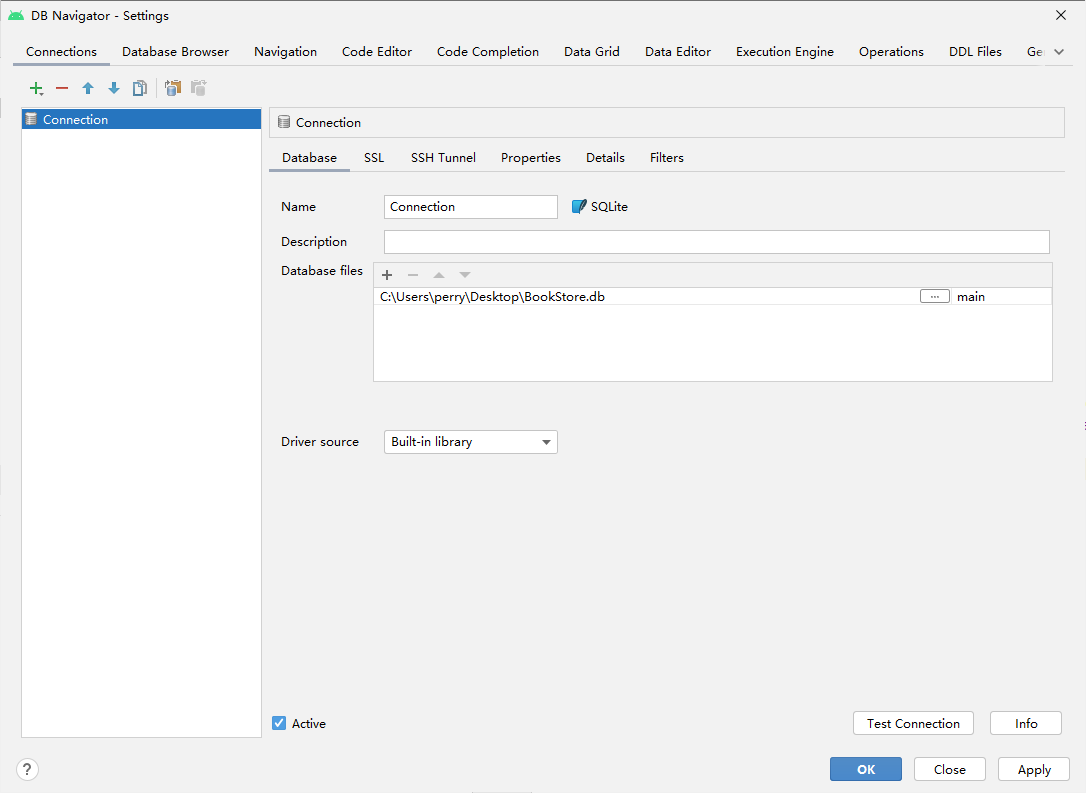 DB Navigator - Settings
Connections Database Browser Navigation Code Editor Code Completion Data Grid Data Editor Execution Engine Operations DDL Files Ge
Connection
Connection
Database SSL SSH Tunnel Properties Details Filters
Name Connection SQLite
Description
Database files
C:\Users\perry\Desktop\BookStore.db ... main
Driver source Built-in library
Active Test Connection Info
? OK Close Apply